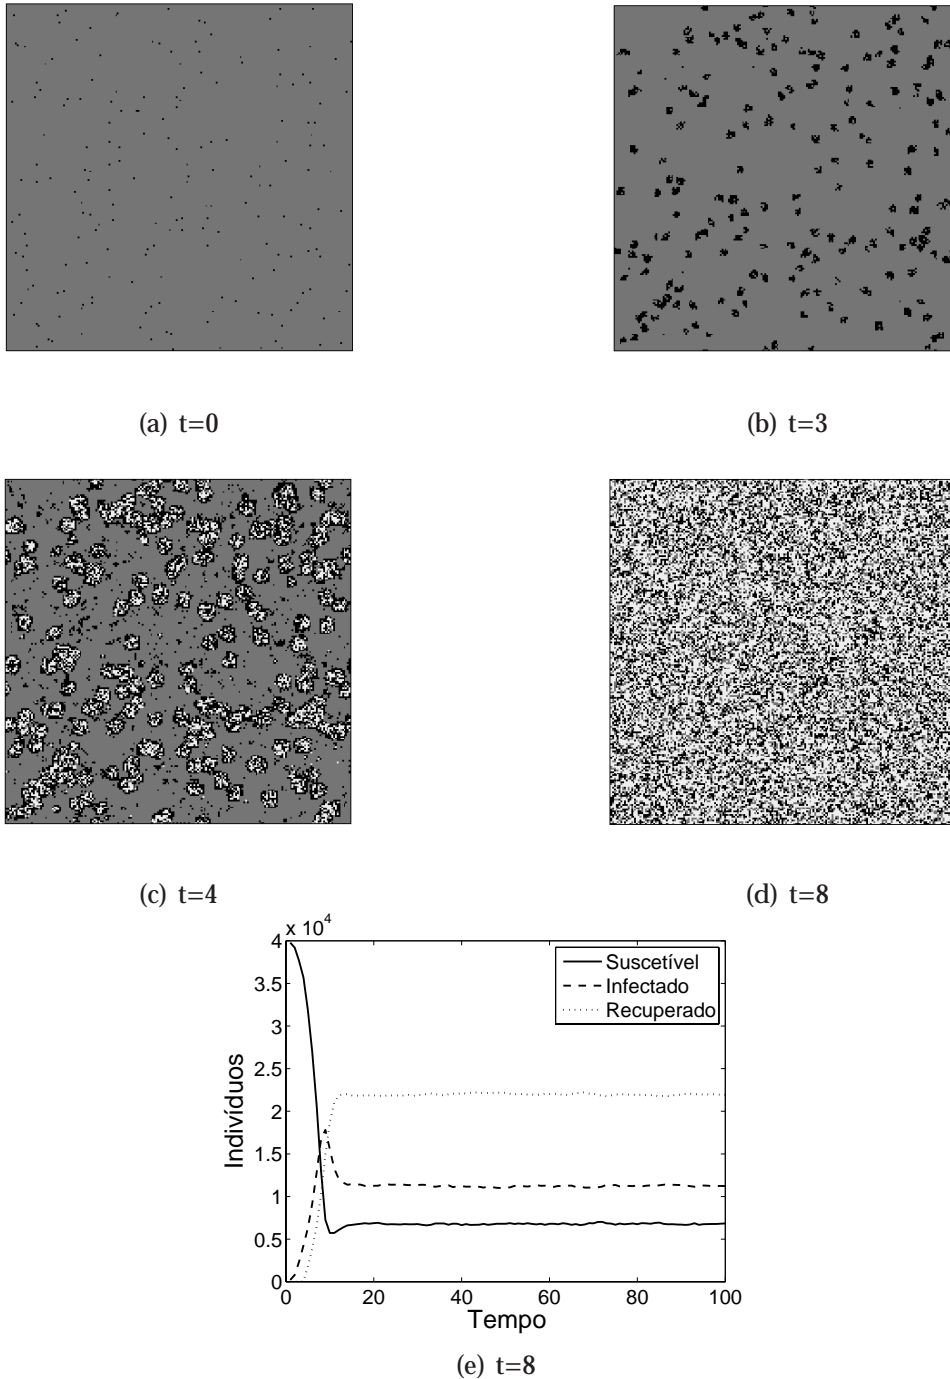 (a) t=0
(b) t=3
(c) t=4
(d) t=8
x 10^4
4
3.5
3
2.5
2
1.5
1
0.5
0
Indivíduos
Suscetível
Infectado
Recuperado
0 20 40 60 80 100
Tempo
(e) t=8